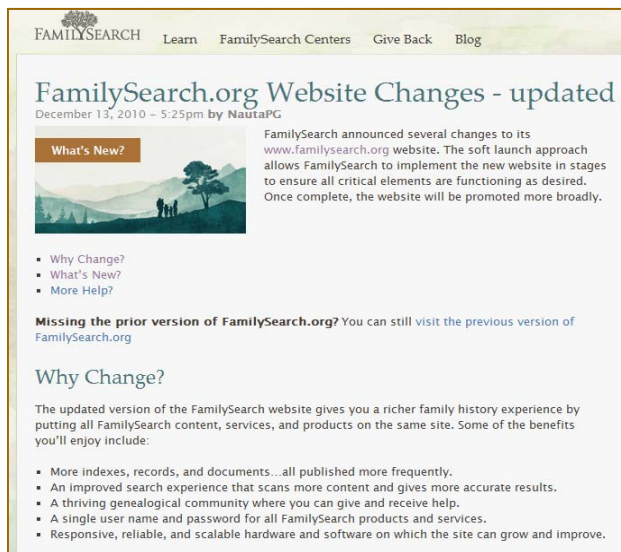 FAMILYSEARCH Learn FamilySearch Centers Give Back Blog
FamilySearch.org Website Changes - updated
December 13, 2010 – 5:25pm by NautaPG
What's New?
FamilySearch announced several changes to its
www.familysearch.org website. The soft launch approach
allows FamilySearch to implement the new website in stages
to ensure all critical elements are functioning as desired.
Once complete, the website will be promoted more broadly.
▪ Why Change?
▪ What's New?
▪ More Help?
Missing the prior version of FamilySearch.org? You can still visit the previous version of
FamilySearch.org
Why Change?
The updated version of the FamilySearch website gives you a richer family history experience by
putting all FamilySearch content, services, and products on the same site. Some of the benefits
you'll enjoy include:
▪ More indexes, records, and documents…all published more frequently.
▪ An improved search experience that scans more content and gives more accurate results.
▪ A thriving genealogical community where you can give and receive help.
▪ A single user name and password for all FamilySearch products and services.
▪ Responsive, reliable, and scalable hardware and software on which the site can grow and improve.